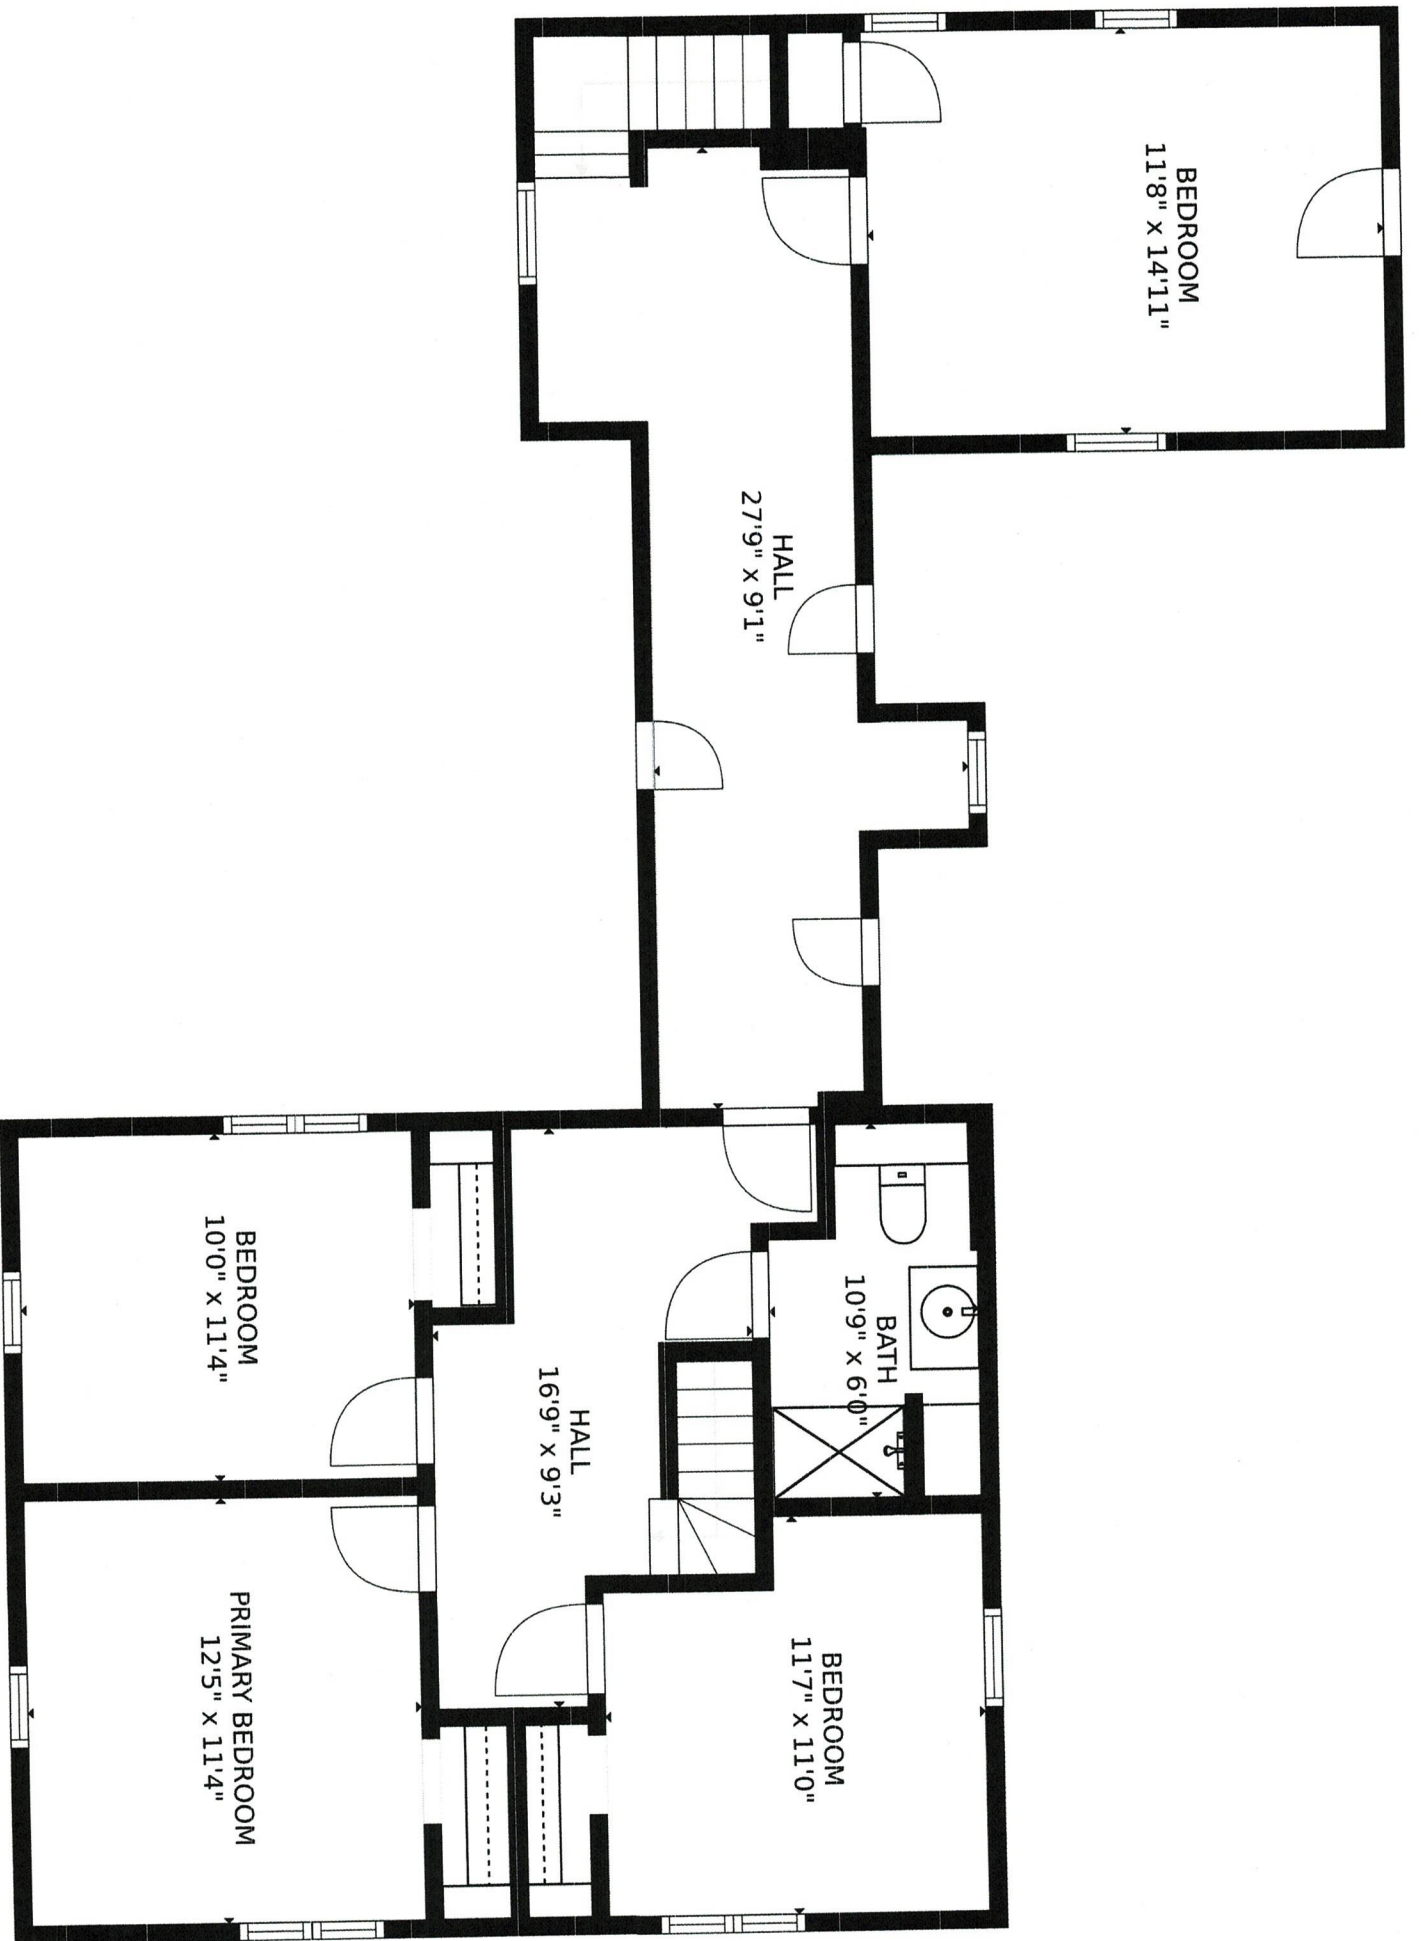 BEDROOM
11'8" x 14'11"
HALL
27'9" x 9'1"
BATH
10'9" x 6'0"
BEDROOM
10'0" x 11'4"
HALL
16'9" x 9'3"
BEDROOM
11'7" x 11'0"
PRIMARY BEDROOM
12'5" x 11'4"